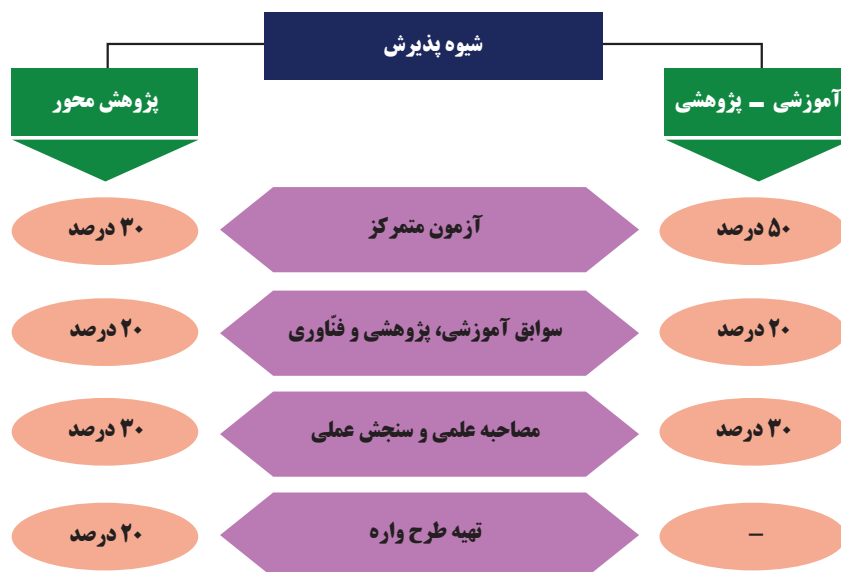 شیوه پذیرش
آموزشی - پژوهشی
پژوهش محور
۵۰ درصد
آزمون متمرکز
۳۰ درصد
۲۰ درصد
سوابق آموزشی، پژوهشی و فنّاوری
۲۰ درصد
۳۰ درصد
مصاحبه علمی و سنجش عملی
۳۰ درصد
–
تهیه طرح واره
۲۰ درصد